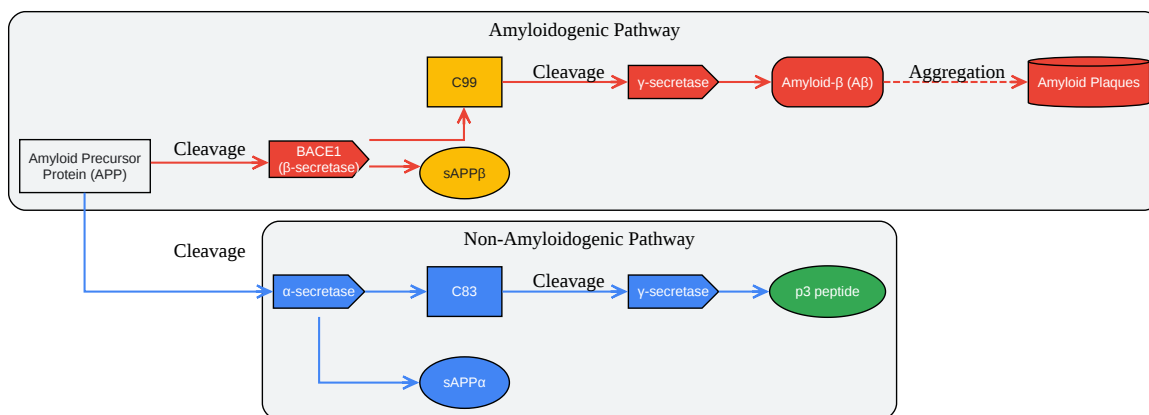 Amyloidogenic Pathway
C99
Cleavage
γ-secretase
Amyloid-β (Aβ)
Aggregation
Amyloid Plaques
Amyloid Precursor
Protein (APP)
Cleavage
BACE1
(β-secretase)
sAPPβ
Non-Amyloidogenic Pathway
Cleavage
α-secretase
C83
Cleavage
γ-secretase
p3 peptide
sAPPα